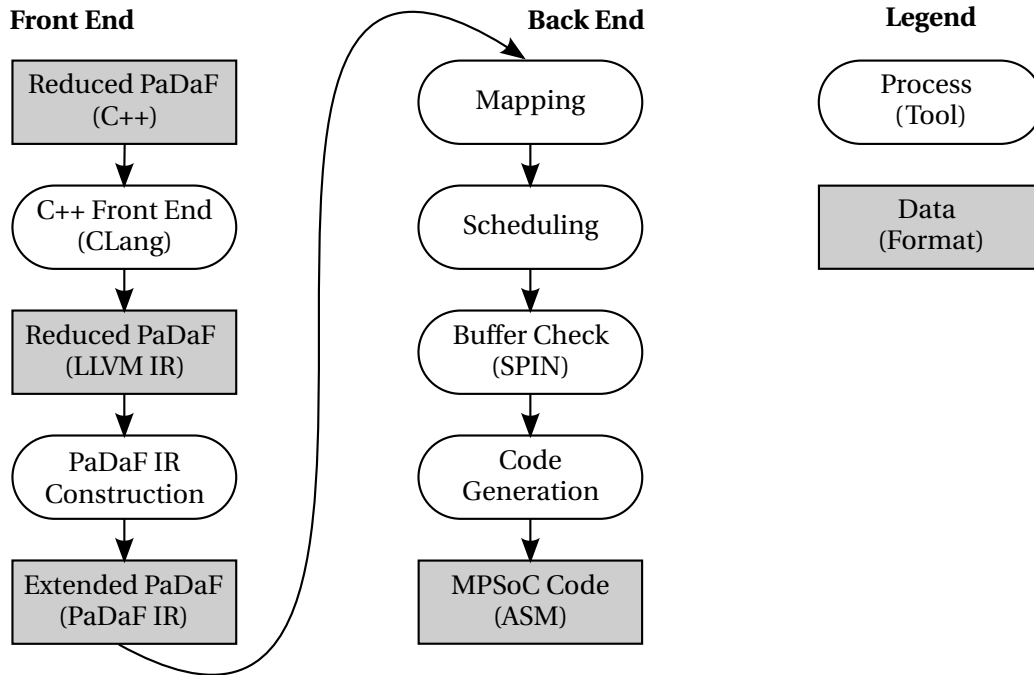 Front End
Reduced PaDaF
(C++)
C++ Front End
(CLang)
Reduced PaDaF
(LLVM IR)
PaDaF IR
Construction
Extended PaDaF
(PaDaF IR)
Back End
Mapping
Scheduling
Buffer Check
(SPIN)
Code
Generation
MPSoC Code
(ASM)
Legend
Process
(Tool)
Data
(Format)